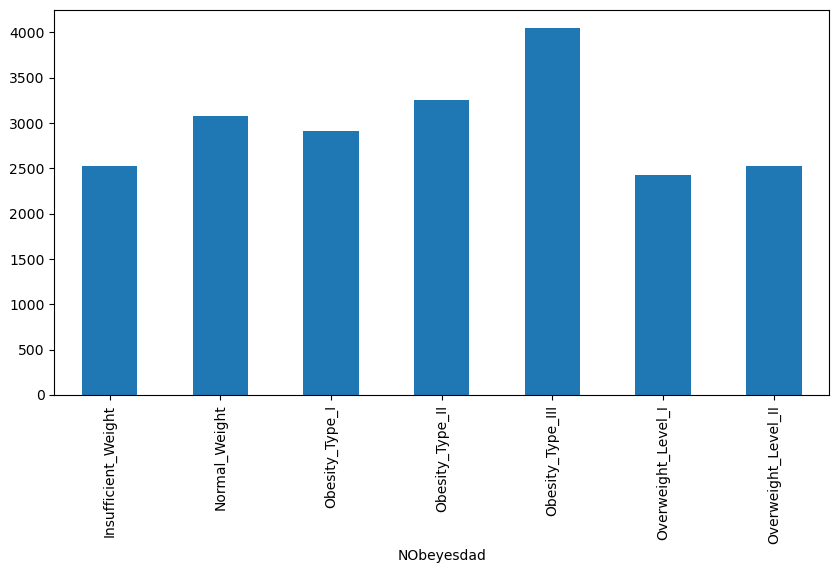 4000
3500
3000
2500
2000
1500
1000
500
0
Insufficient_Weight
Normal_Weight
Obesity_Type_I
Obesity_Type_II
Obesity_Type_III
Overweight_Level_I
Overweight_Level_II
NObeyesdad